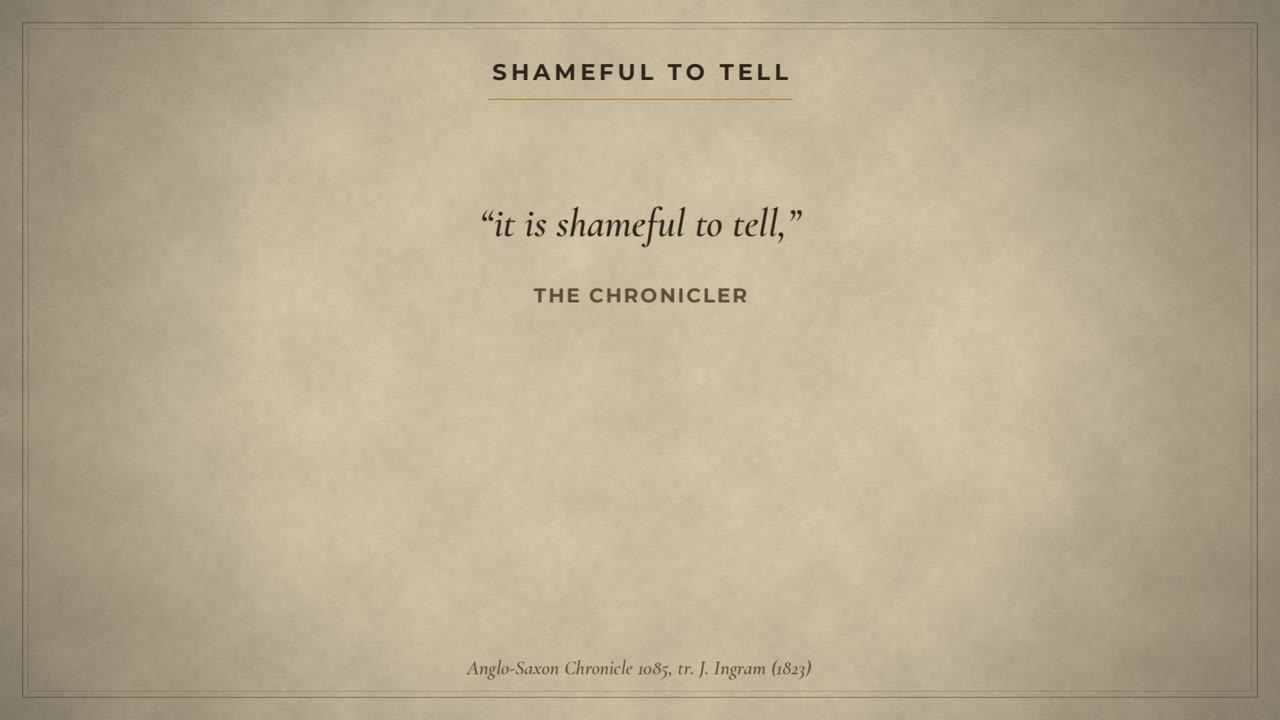 SHAMEFUL TO TELL
“it is shameful to tell,”
THE CHRONICLER
Anglo-Saxon Chronicle 1085, tr. J. Ingram (1823)